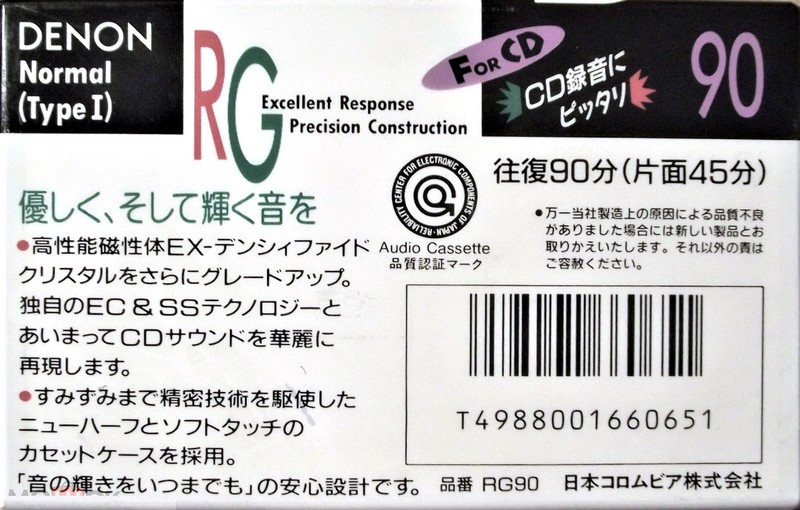 DENON
Normal
(Type I)
RG
Excellent Response
Precision Construction
FOR CD
CD録音に
ピッタリ
90
優しく、そして輝く音を
●高性能磁性体EX-デンシィファイド
クリスタルをさらにグレードアップ。
独自のEC & SSテクノロジーと
あいまってCDサウンドを華麗に
再現します。
●すみずみまで精密技術を駆使した
ニューハーフとソフトタッチの
カセットケースを採用。
「音の輝きをいつまでも」の安心設計です。
RELIABILITY CENTER FOR ELECTRONIC COMPONENTS OF JAPAN
Audio Cassette
品質認証マーク
往復90分(片面45分)
●万一当社製造上の原因による品質不良
がありました場合には新しい製品とお
取りかえいたします。それ以外の責は
ご容赦ください。
T4988001660651
品番 RG90 日本コロムビア株式会社